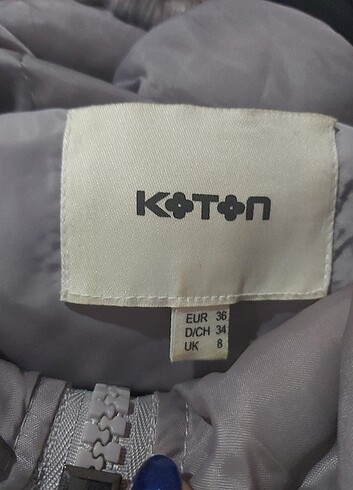 KOTON
EUR 36
D/CH 34
UK 8